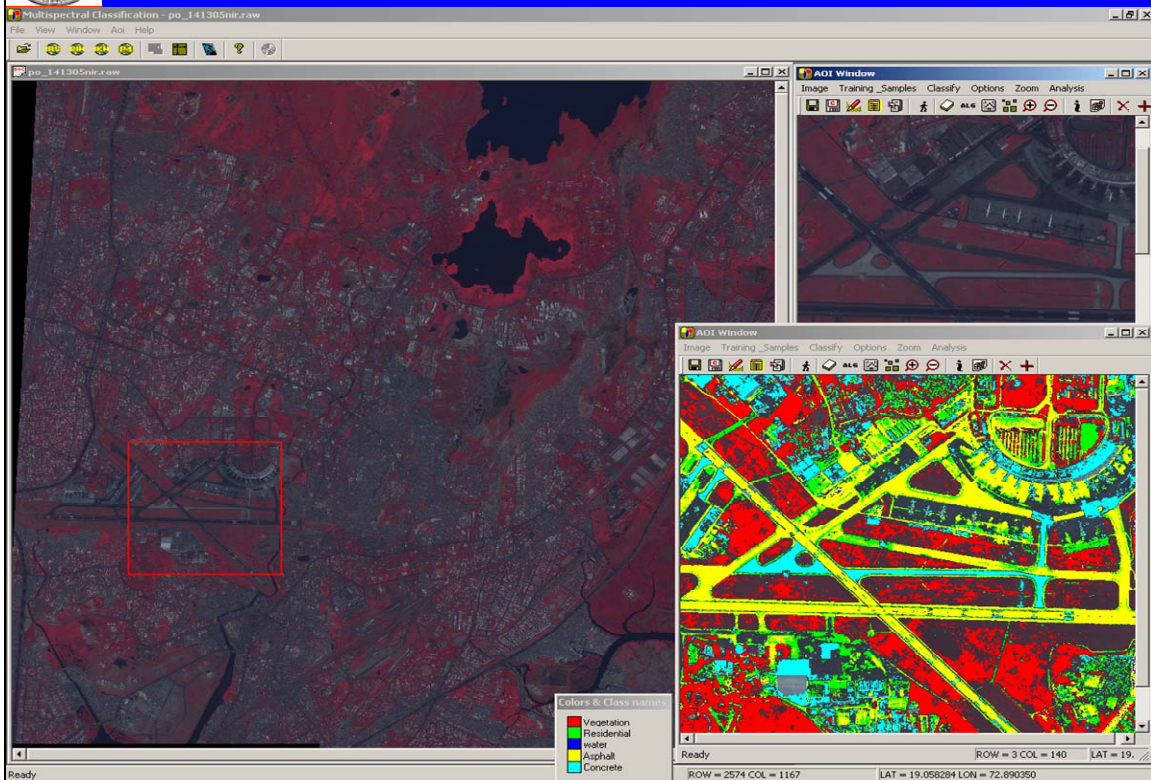 Multispectral Classification - po_141305nir.raw
File View Window Aoi Help
po_141305nir.raw
AOI Window
Image Training _Samples Classify Options Zoom Analysis
ALG
AOI Window
Image Training _Samples Classify Options Zoom Analysis
ALG
Colors & Class names
Vegetation
Residential
water
Asphalt
Concrete
Ready ROW = 3 COL = 140 LAT = 19.
Ready ROW = 2574 COL = 1167 LAT = 19.058284 LON = 72.890350